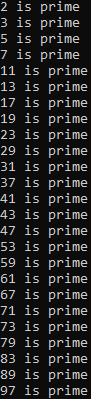 2 is prime
3 is prime
5 is prime
7 is prime
11 is prime
13 is prime
17 is prime
19 is prime
23 is prime
29 is prime
31 is prime
37 is prime
41 is prime
43 is prime
47 is prime
53 is prime
59 is prime
61 is prime
67 is prime
71 is prime
73 is prime
79 is prime
83 is prime
89 is prime
97 is prime